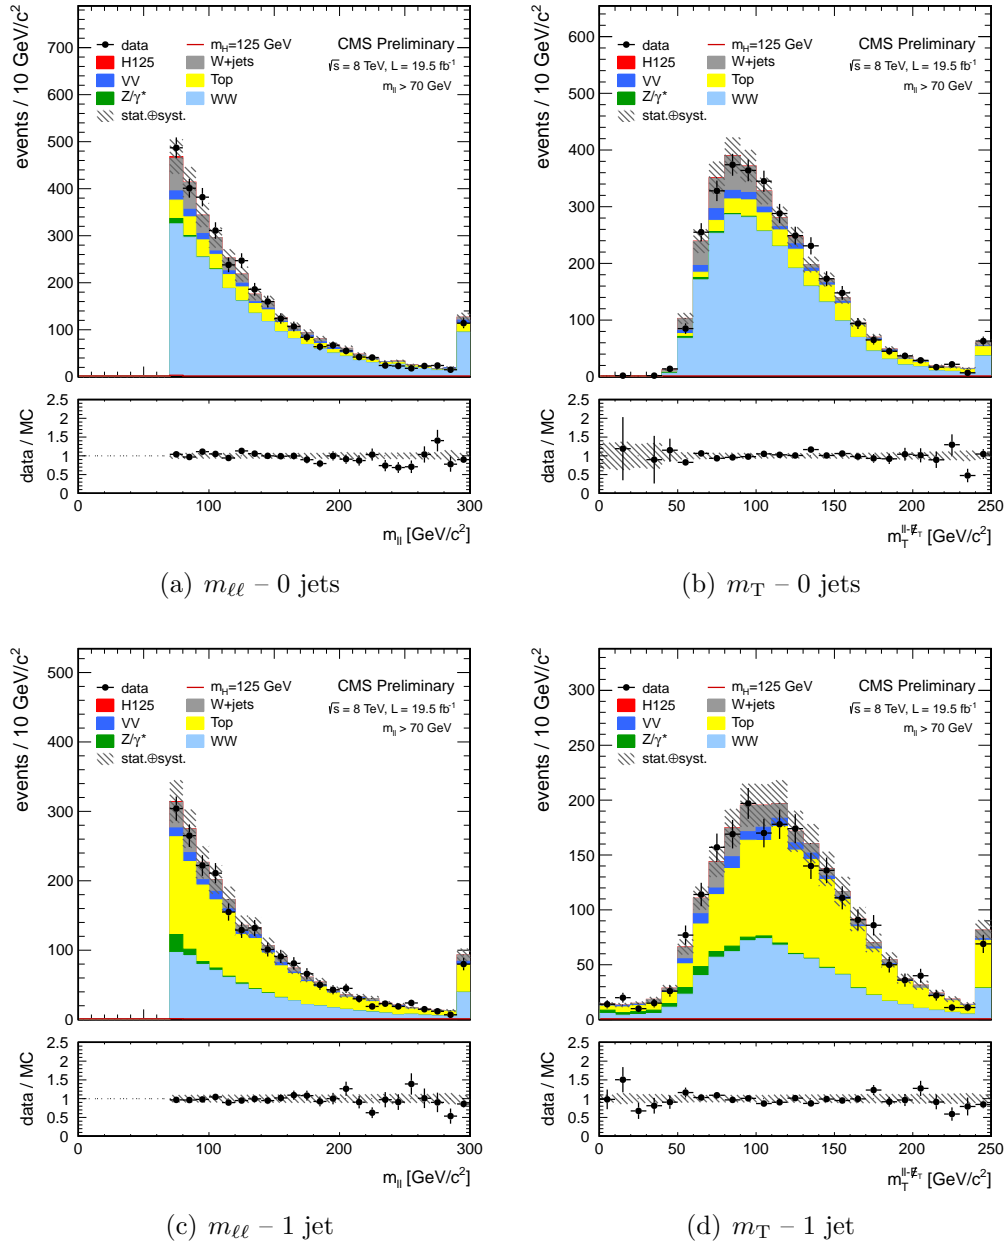 events / 10 GeV/c²
700
600
500
400
300
200
100
0
data
H125
VV
Z/γ*
stat.⊕syst.
m_H=125 GeV
W+jets
Top
WW
CMS Preliminary
√s = 8 TeV, L = 19.5 fb⁻¹
m_ll > 70 GeV
data / MC
2.5
2
1.5
1
0.5
0
0 100 200 300
m_ll [GeV/c²]
(a) m_ℓℓ – 0 jets
events / 10 GeV/c²
600
500
400
300
200
100
0
data
H125
VV
Z/γ*
stat.⊕syst.
m_H=125 GeV
W+jets
Top
WW
CMS Preliminary
√s = 8 TeV, L = 19.5 fb⁻¹
m_ll > 70 GeV
data / MC
2.5
2
1.5
1
0.5
0
0 50 100 150 200 250
m_T^ll-E̸_T [GeV/c²]
(b) m_T – 0 jets
events / 10 GeV/c²
500
400
300
200
100
0
data
H125
VV
Z/γ*
stat.⊕syst.
m_H=125 GeV
W+jets
Top
WW
CMS Preliminary
√s = 8 TeV, L = 19.5 fb⁻¹
m_ll > 70 GeV
data / MC
2.5
2
1.5
1
0.5
0
0 100 200 300
m_ll [GeV/c²]
(c) m_ℓℓ – 1 jet
events / 10 GeV/c²
300
250
200
150
100
50
0
data
H125
VV
Z/γ*
stat.⊕syst.
m_H=125 GeV
W+jets
Top
WW
CMS Preliminary
√s = 8 TeV, L = 19.5 fb⁻¹
m_ll > 70 GeV
data / MC
2.5
2
1.5
1
0.5
0
0 50 100 150 200 250
m_T^ll-E̸_T [GeV/c²]
(d) m_T – 1 jet